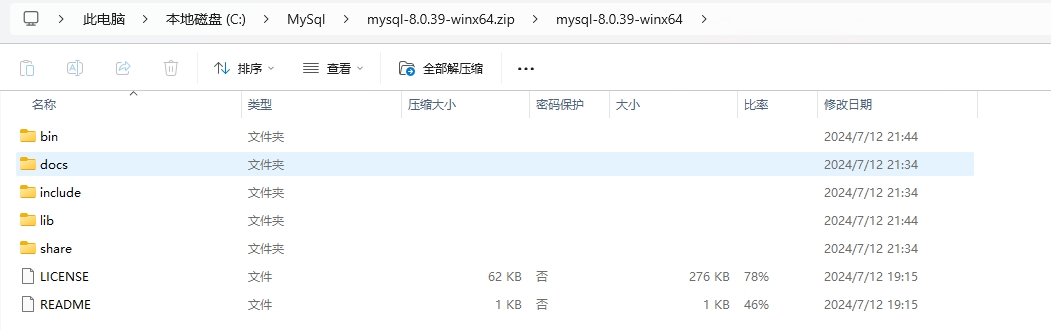 此电脑 > 本地磁盘 (C:) > MySql > mysql-8.0.39-winx64.zip > mysql-8.0.39-winx64 >
排序 查看 全部解压缩 ...
名称 类型 压缩大小 密码保护 大小 比率 修改日期
bin 文件夹 2024/7/12 21:44
docs 文件夹 2024/7/12 21:34
include 文件夹 2024/7/12 21:34
lib 文件夹 2024/7/12 21:44
share 文件夹 2024/7/12 21:34
LICENSE 文件 62 KB 否 276 KB 78% 2024/7/12 19:15
README 文件 1 KB 否 1 KB 46% 2024/7/12 19:15